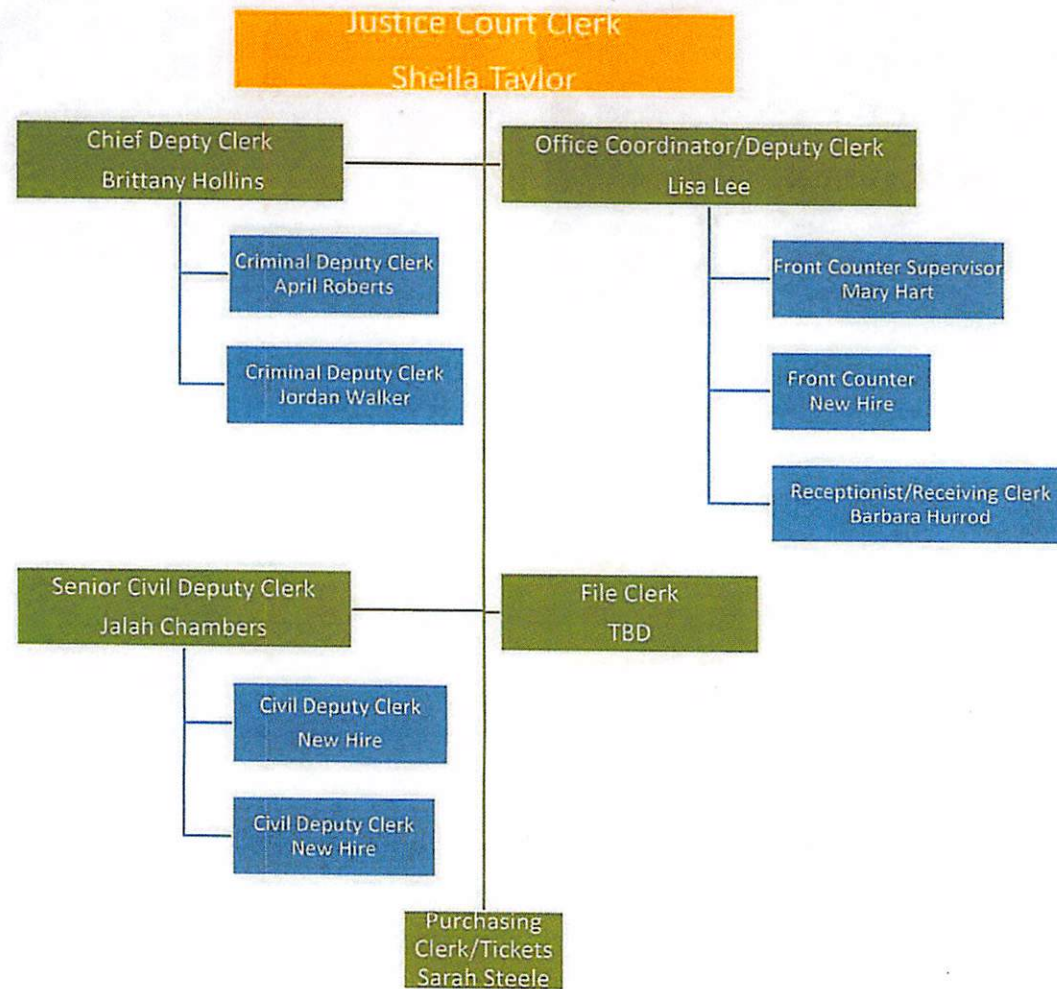 Justice Court Clerk
Sheila Taylor
Chief Depty Clerk
Brittany Hollins
Office Coordinator/Deputy Clerk
Lisa Lee
Criminal Deputy Clerk
April Roberts
Criminal Deputy Clerk
Jordan Walker
Front Counter Supervisor
Mary Hart
Front Counter
New Hire
Receptionist/Receiving Clerk
Barbara Hurrod
Senior Civil Deputy Clerk
Jalah Chambers
File Clerk
TBD
Civil Deputy Clerk
New Hire
Civil Deputy Clerk
New Hire
Purchasing
Clerk/Tickets
Sarah Steele